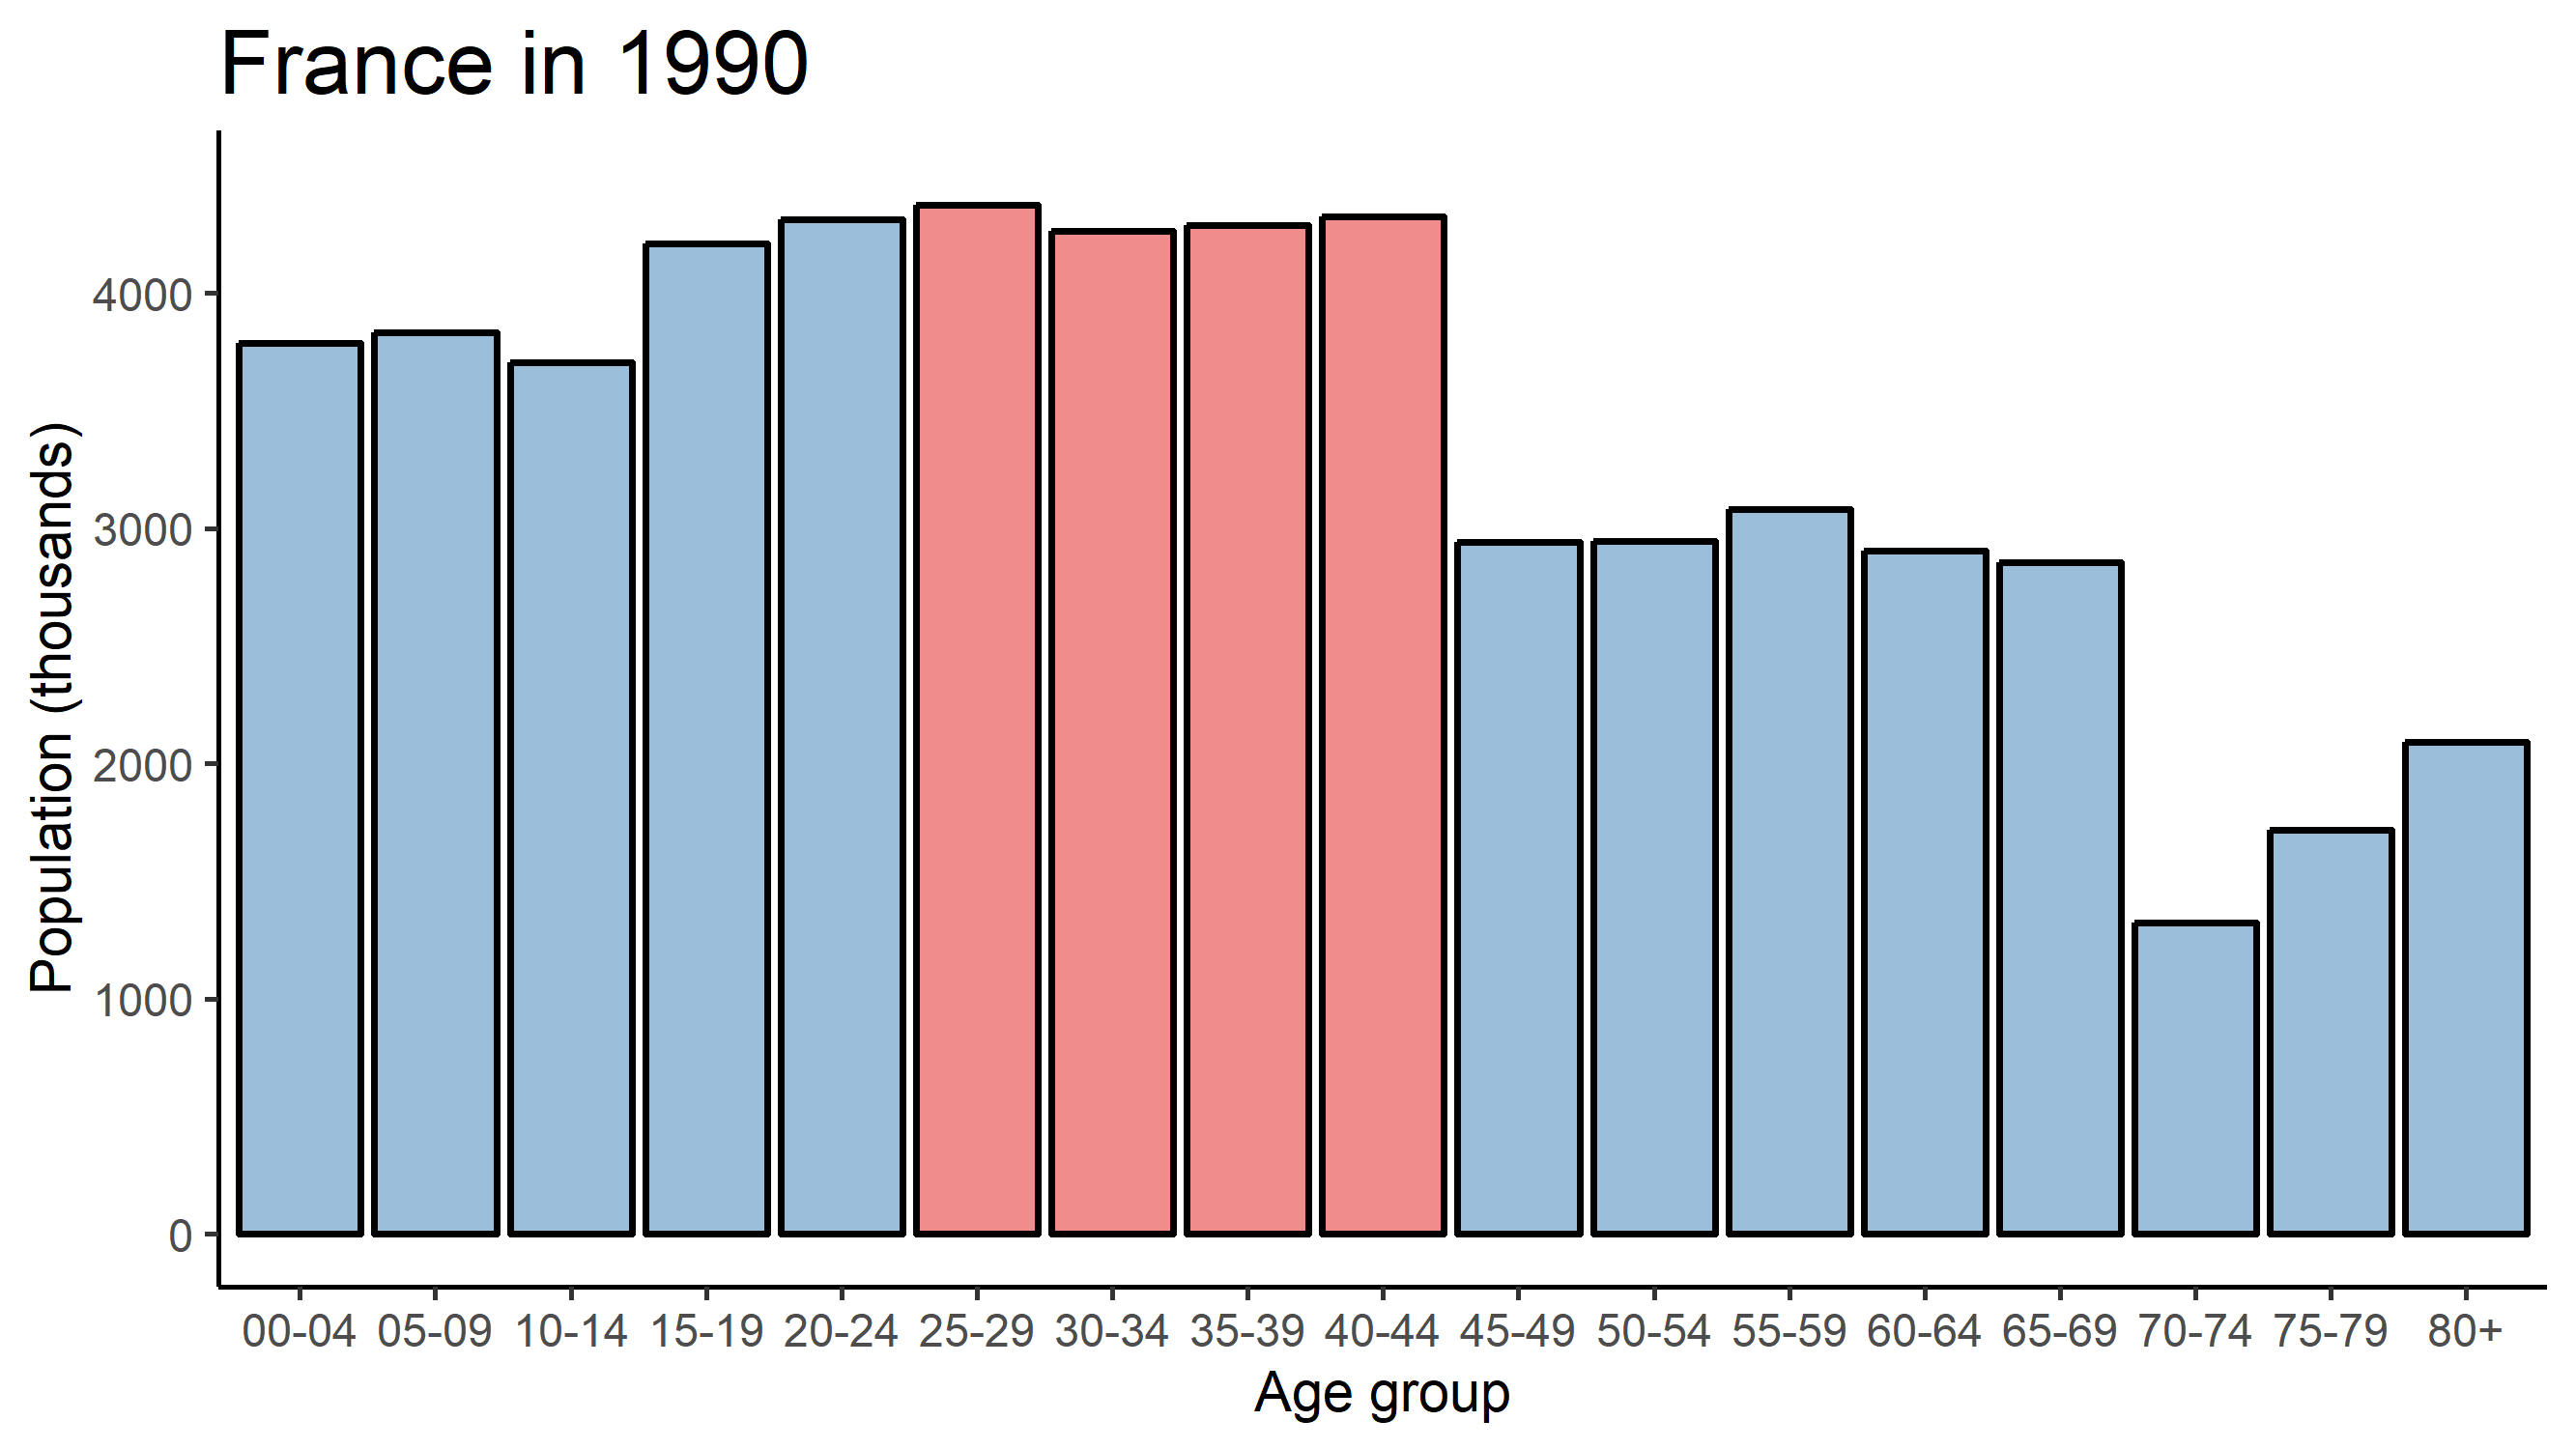 France in 1990
Population (thousands)
4000
3000
2000
1000
0
00-04 05-09 10-14 15-19 20-24 25-29 30-34 35-39 40-44 45-49 50-54 55-59 60-64 65-69 70-74 75-79 80+
Age group